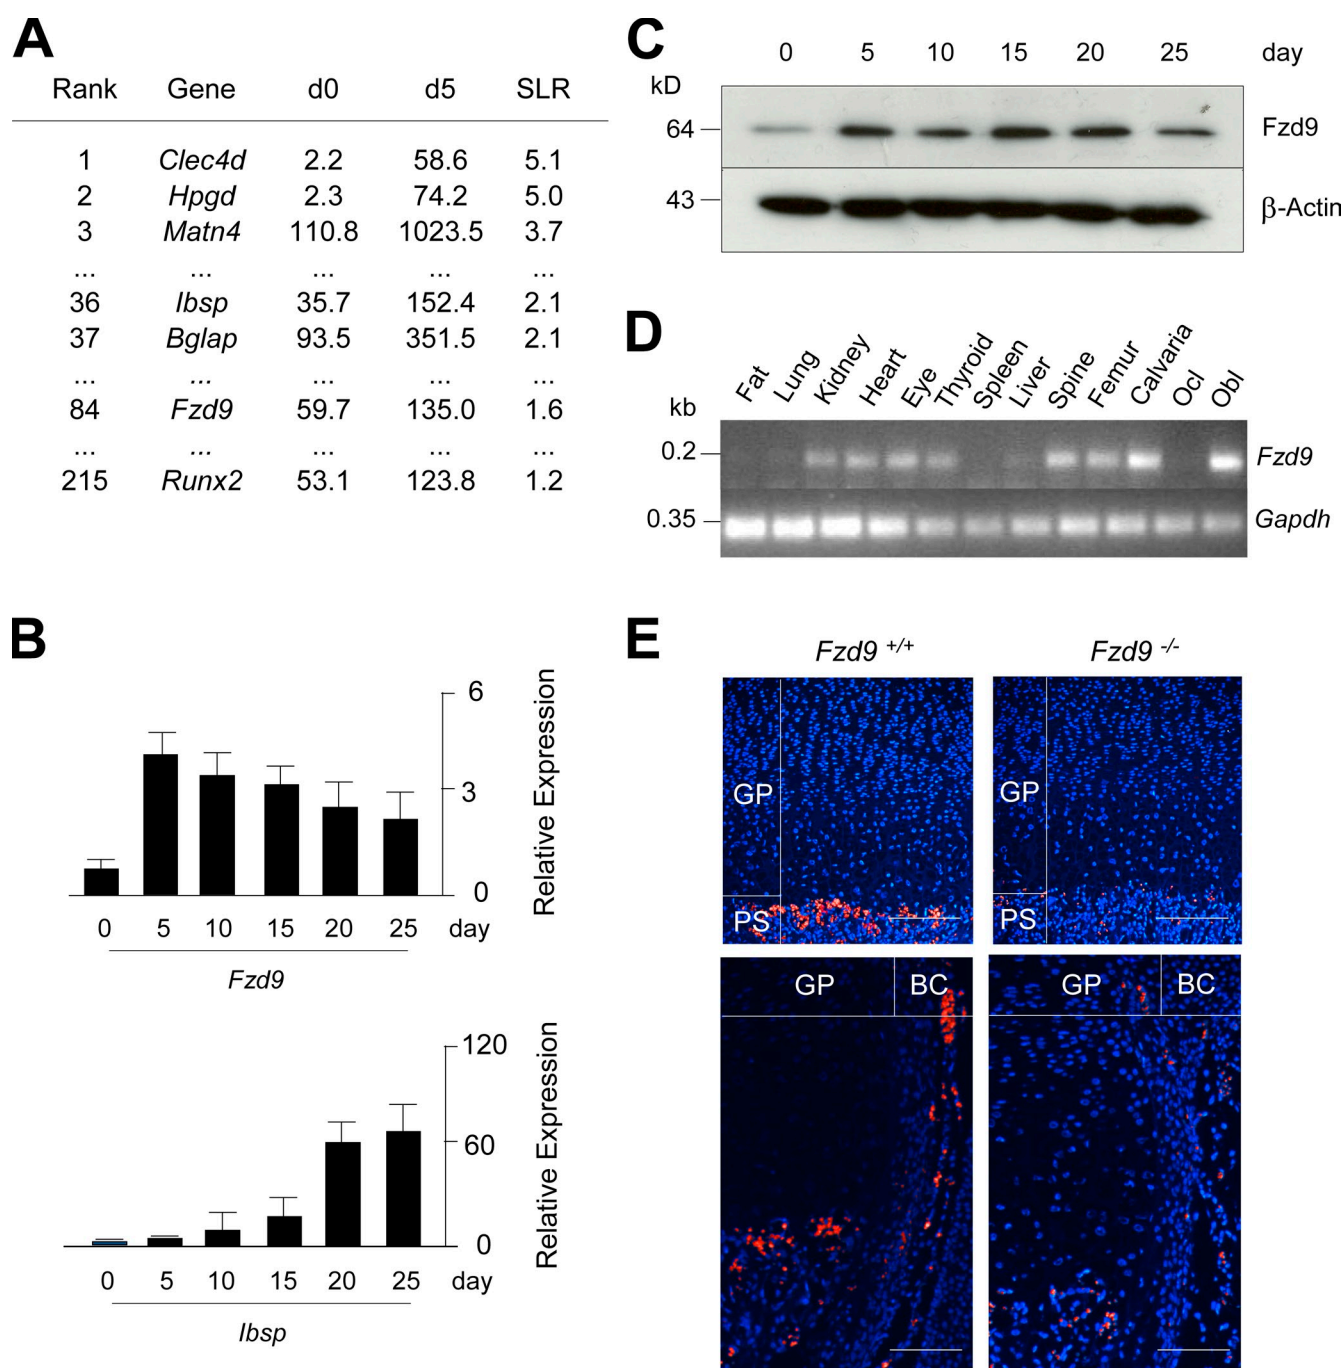 A
Rank Gene d0 d5 SLR
1 Clec4d 2.2 58.6 5.1
2 Hpgd 2.3 74.2 5.0
3 Matn4 110.8 1023.5 3.7
... ... ... ... ...
36 Ibsp 35.7 152.4 2.1
37 Bglap 93.5 351.5 2.1
... ... ... ... ...
84 Fzd9 59.7 135.0 1.6
... ... ... ... ...
215 Runx2 53.1 123.8 1.2
B
6
3
0
Relative Expression
0 5 10 15 20 25 day
Fzd9
120
60
0
Relative Expression
0 5 10 15 20 25 day
Ibsp
C
0 5 10 15 20 25 day
kD
64 Fzd9
43 β-Actin
D
Fat Lung Kidney Heart Eye Thyroid Spleen Liver Spine Femur Calvaria Ocl Obl
kb
0.2 Fzd9
0.35 Gapdh
E
Fzd9 +/+ Fzd9 -/-
GP GP
PS PS
GP BC GP BC